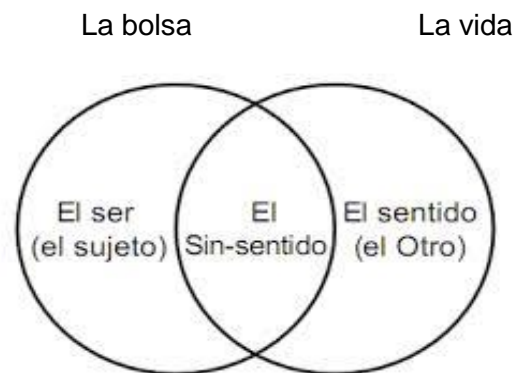 La bolsa
La vida
El ser
(el sujeto)
El
Sin-sentido
El sentido
(el Otro)